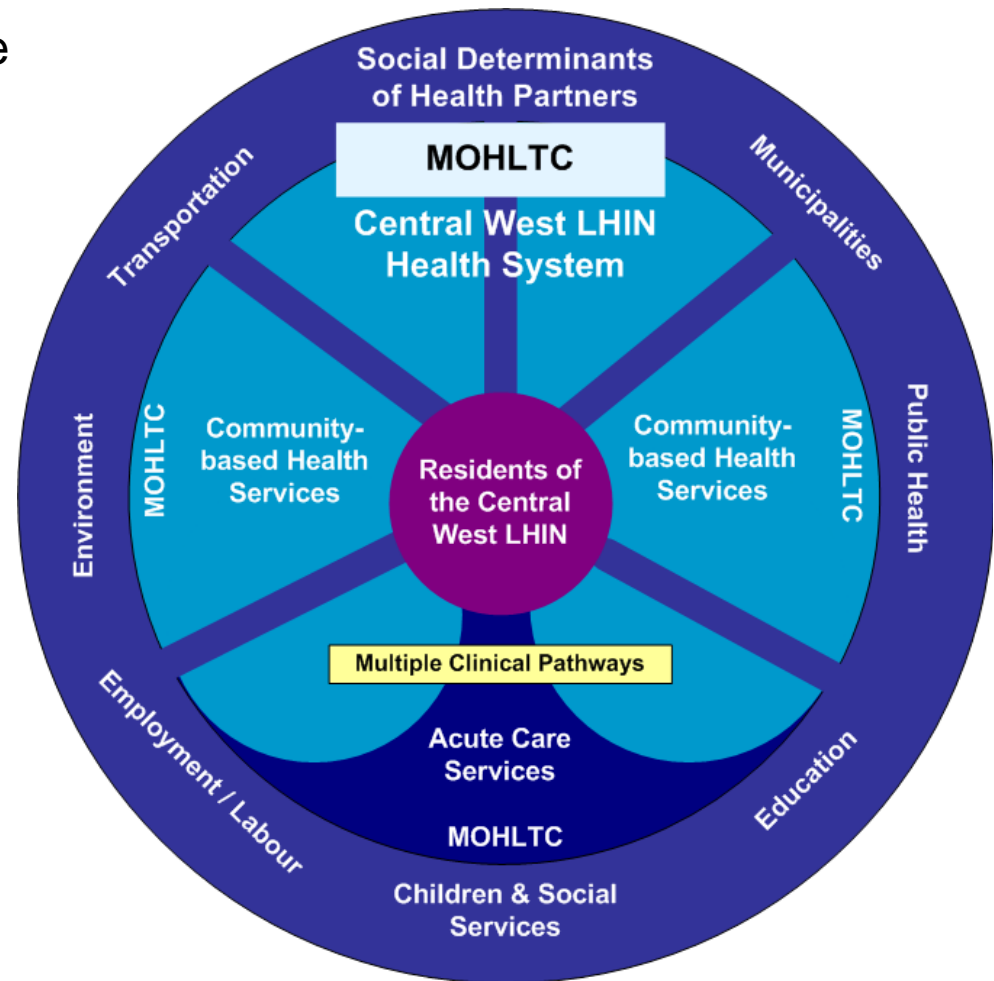 e
Social Determinants
of Health Partners
MOHLTC
Central West LHIN
Health System
Transportation
Municipalities
Environment
MOHLTC
Community-
based Health
Services
Residents of
the Central
West LHIN
Community-
based Health
Services
MOHLTC
Public Health
Multiple Clinical Pathways
Employment / Labour
Acute Care
Services
Education
MOHLTC
Children & Social
Services